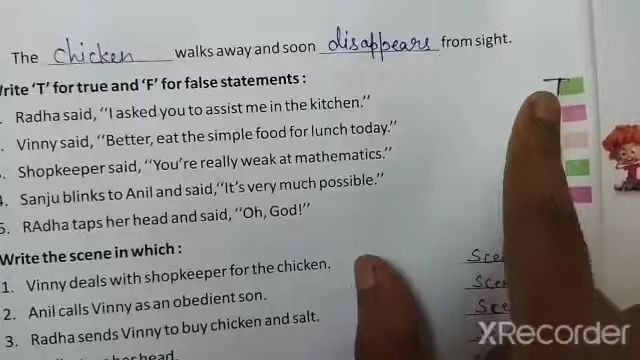 The chicken walks away and soon disappears from sight.
Write 'T' for true and 'F' for false statements :
Radha said, "I asked you to assist me in the kitchen." T
Vinny said, "Better, eat the simple food for lunch today."
Shopkeeper said, "You're really weak at mathematics."
4. Sanju blinks to Anil and said,"It's very much possible."
5. RAdha taps her head and said, "Oh, God!"
Write the scene in which :
1. Vinny deals with shopkeeper for the chicken. Sce
2. Anil calls Vinny as an obedient son. Sce
3. Radha sends Vinny to buy chicken and salt. Sce
her head.
XRecorder